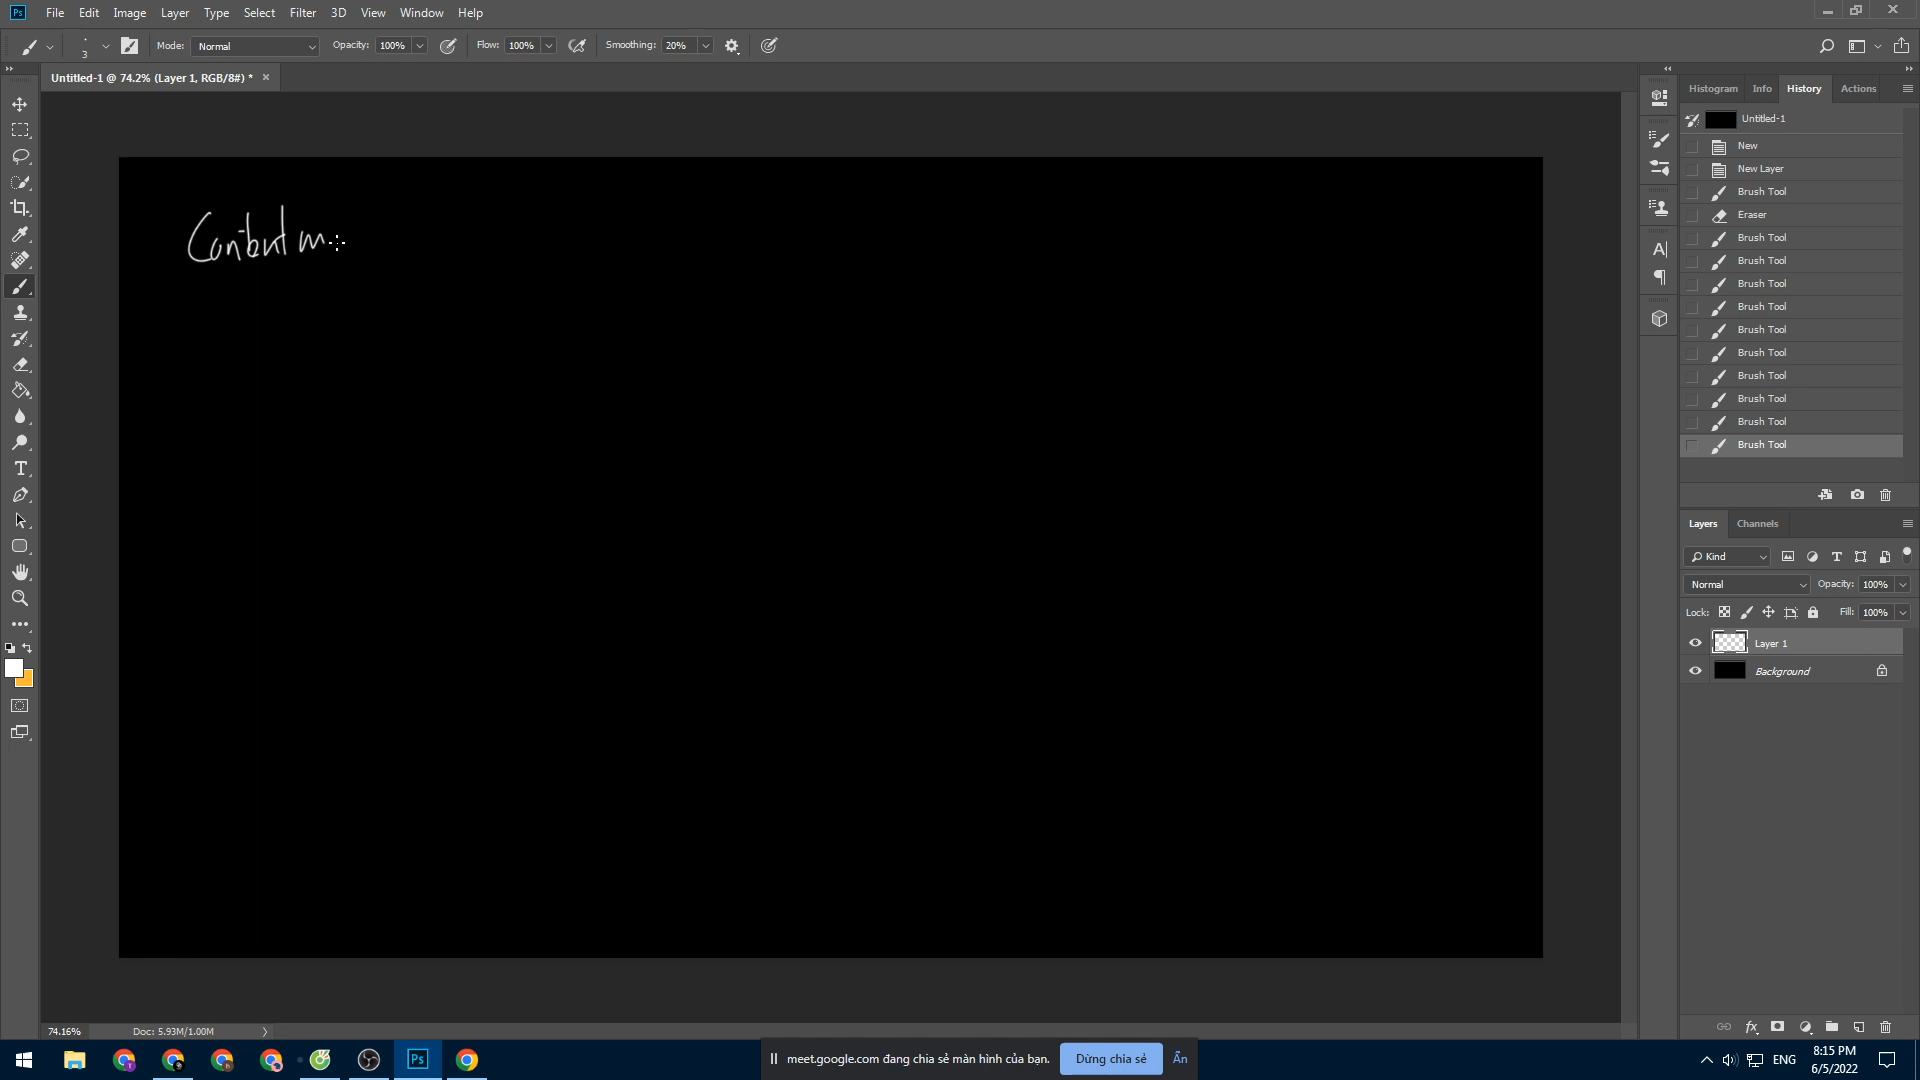 Ps File Edit Image Layer Type Select Filter 3D View Window Help
3 Mode: Normal Opacity: 100% Flow: 100% Smoothing: 20%
Untitled-1 @ 74.2% (Layer 1, RGB/8#) * ×
Histogram Info History Actions
Untitled-1
New
New Layer
Brush Tool
Eraser
Brush Tool
Brush Tool
Brush Tool
Brush Tool
Brush Tool
Brush Tool
Brush Tool
Brush Tool
Brush Tool
Brush Tool
Layers Channels
Kind
Normal Opacity: 100%
Lock: Fill: 100%
Layer 1
Background
74.16% Doc: 5.93M/1.00M
meet.google.com đang chia sẻ màn hình của bạn. Dừng chia sẻ Ẩn
Ps
ENG
8:15 PM
6/5/2022